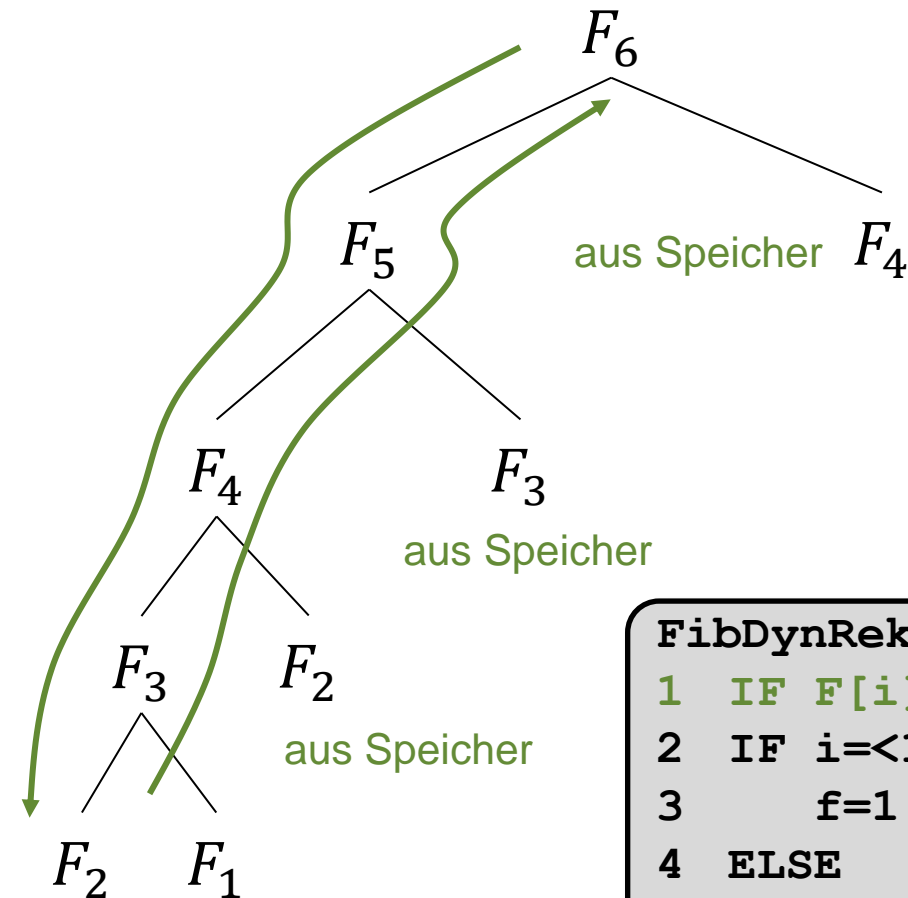 F₆
F₅ aus Speicher F₄
F₄ F₃
aus Speicher
F₃ F₂
aus Speicher
F₂ F₁
FibDynRek
1 IF F[i]
2 IF i=<
3 f=1
4 ELSE